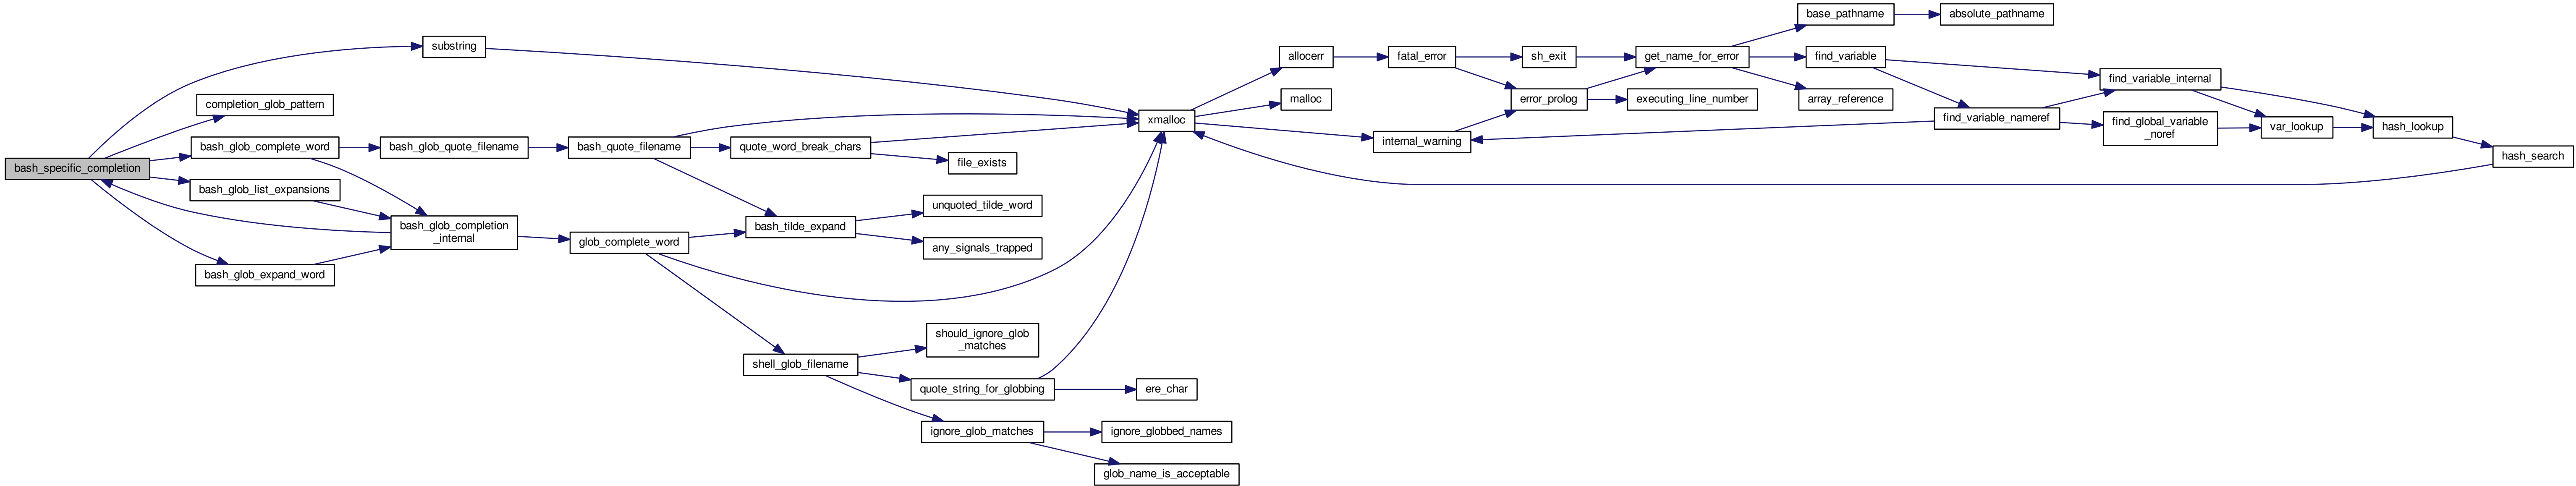 bash_specific_completion
substring
completion_glob_pattern
bash_glob_complete_word
bash_glob_list_expansions
bash_glob_expand_word
bash_glob_quote_filename
bash_glob_completion
_internal
bash_quote_filename
glob_complete_word
quote_word_break_chars
bash_tilde_expand
shell_glob_filename
file_exists
unquoted_tilde_word
any_signals_trapped
should_ignore_glob
_matches
quote_string_for_globbing
ignore_glob_matches
xmalloc
ere_char
ignore_globbed_names
glob_name_is_acceptable
allocerr
malloc
internal_warning
fatal_error
error_prolog
sh_exit
executing_line_number
get_name_for_error
base_pathname
find_variable
array_reference
absolute_pathname
find_variable_nameref
find_variable_internal
find_global_variable
_noref
var_lookup
hash_lookup
hash_search